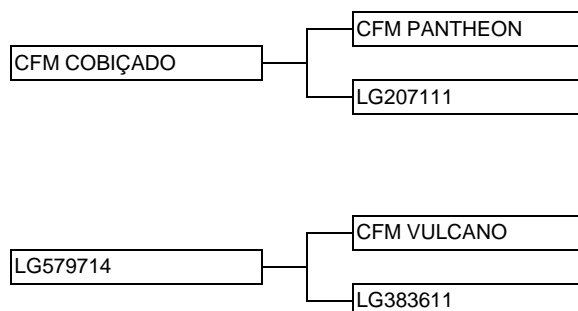 CFM PANTHEON
CFM COBIÇADO
LG207111
CFM VULCANO
LG579714
LG383611